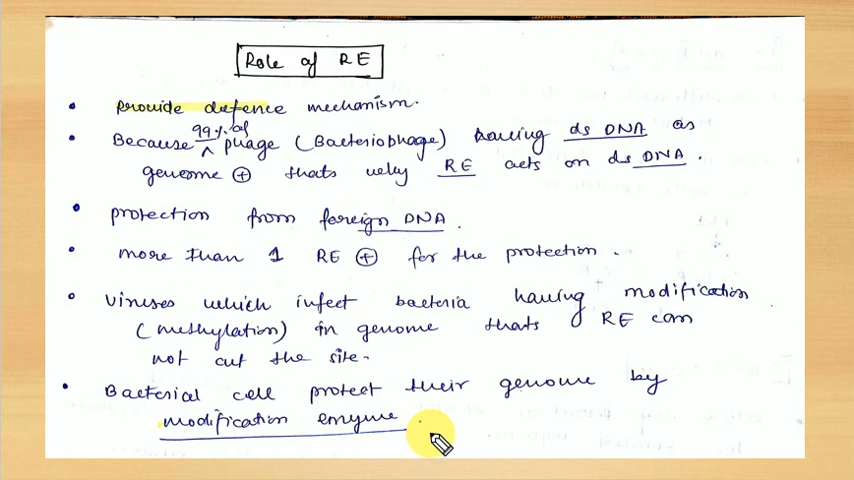 Role of RE
• Provide defence mechanism.
• Because 99% of phage (Bacteriophage) having ds DNA as
genome ⊕ thats why RE acts on ds DNA.
• protection from foreign DNA.
• more than 1 RE ⊕ for the protection.
• Viruses which infect bacteria having modification
(methylation) in genome thats RE can
not cut the site.
• Bacterial cell protect their genome by
modification enzyme.